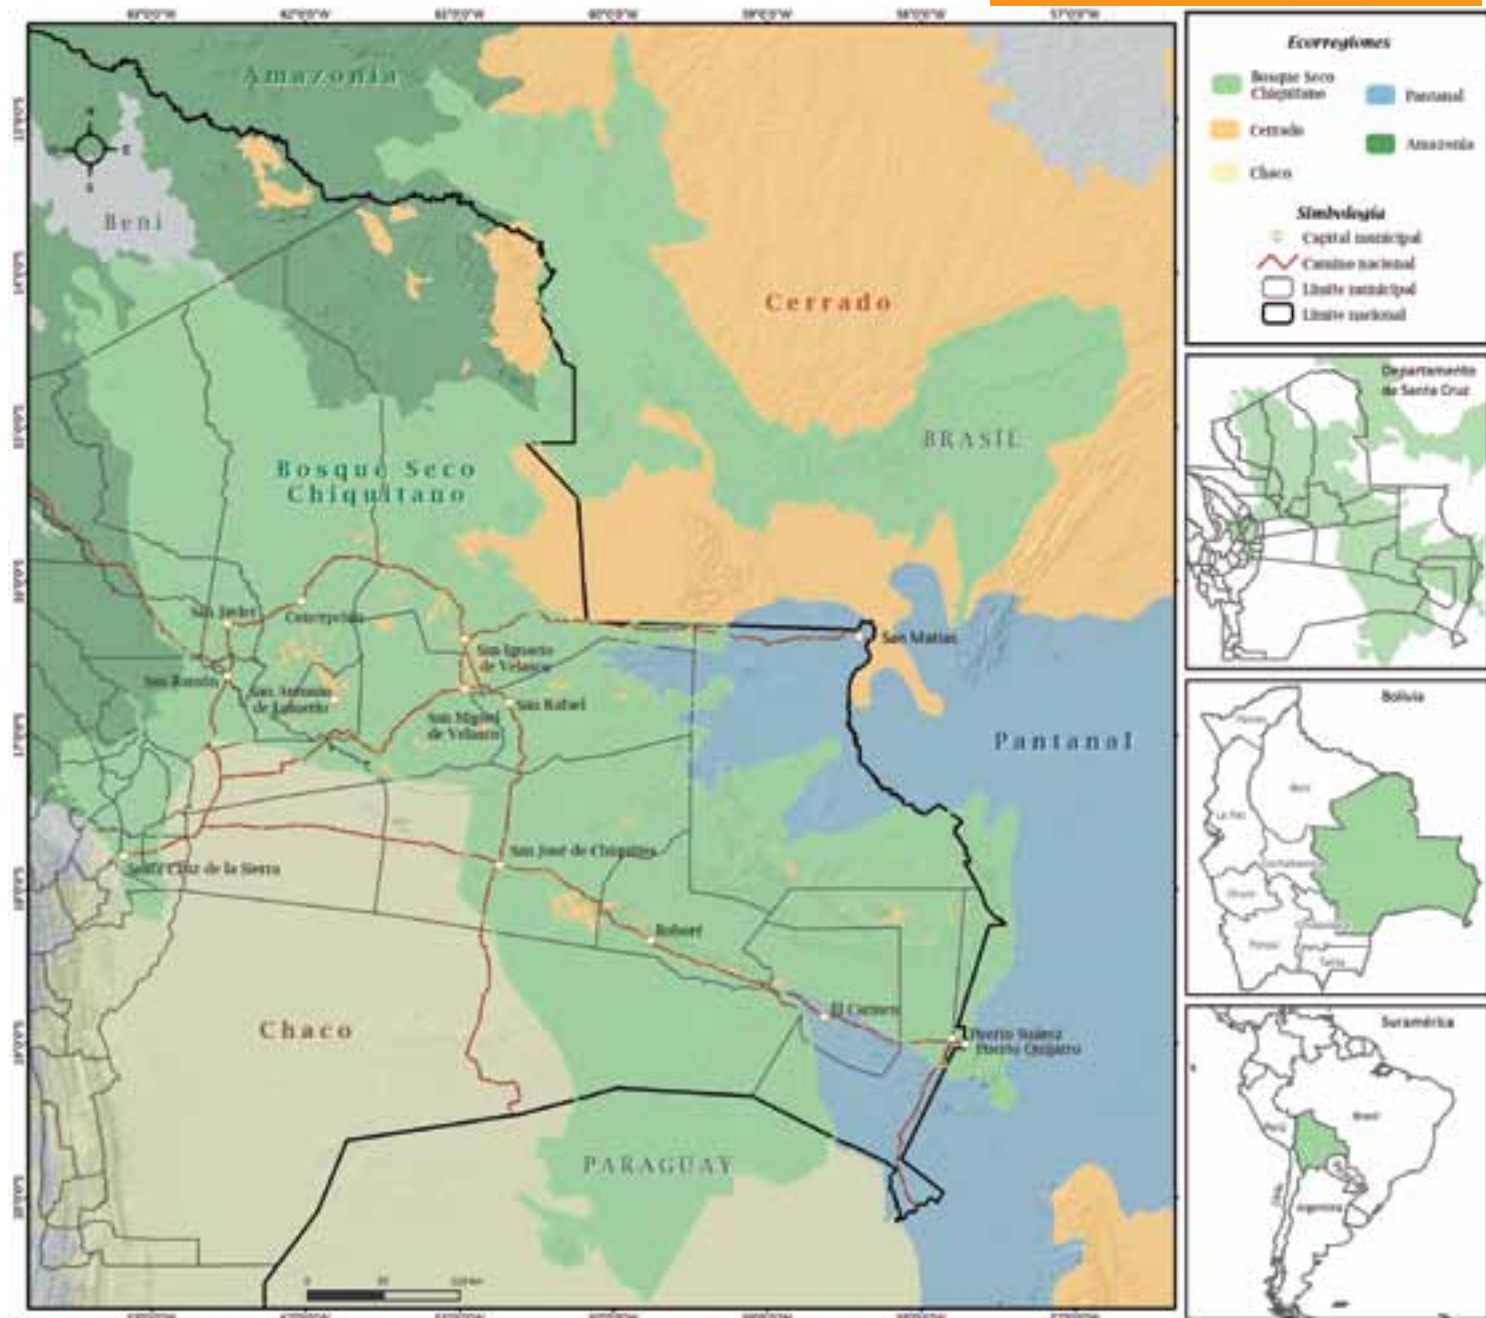 Amazonia
Beni
Cerrado
BRASIL
Bosque Seco
Chiquitano
San Javier
Concepción
San Ignacio
de Velasco
San Matías
San Ramón
San Antonio
de Lomerío
San Miguel
de Velasco
San Rafael
Pantanal
San José de Chiquitos
Santa Cruz de la Sierra
Roboré
El Carmen
Chaco
Puerto Suárez
Puerto Quijarro
PARAGUAY
Ecorregiones
Bosque Seco
Chiquitano
Pantanal
Cerrado
Amazonía
Chaco
Simbología
Capital municipal
Camino nacional
Límite municipal
Límite nacional
Departamento
de Santa Cruz
Bolivia
Beni
La Paz
Cochabamba
Oruro
Potosí
Tarija
Suramérica
Perú
Brasil
Chile
Argentina